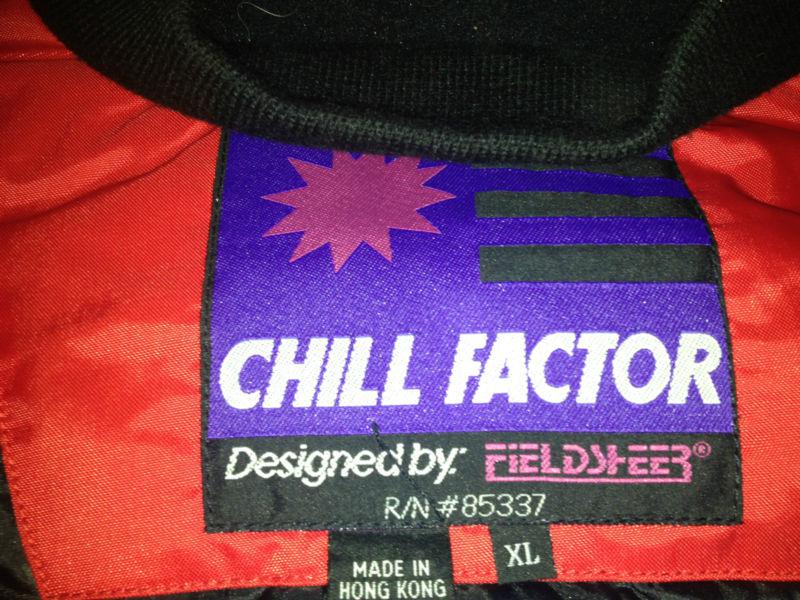 CHILL FACTOR
Designed by: FIELDSHEER®
R/N #85337
MADE IN
HONG KONG
XL